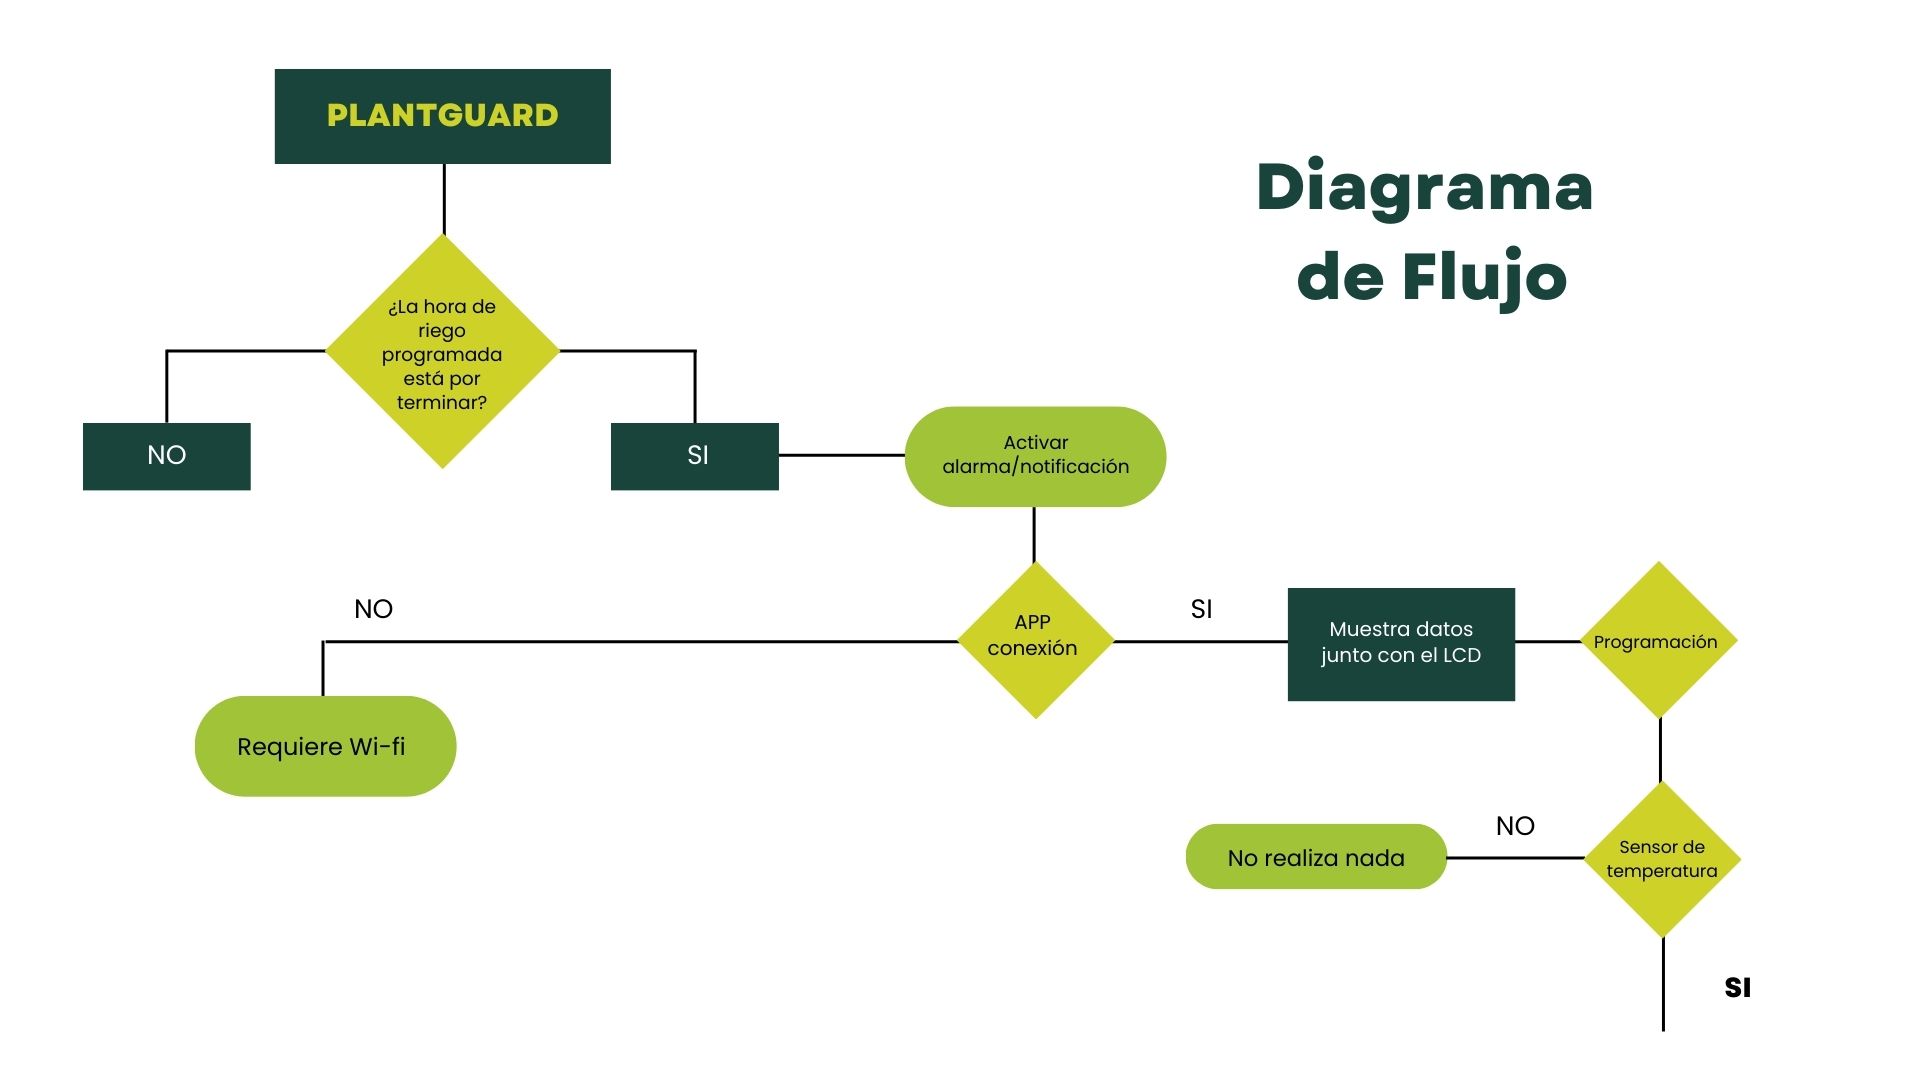 PLANTGUARD
Diagrama
de Flujo
¿La hora de
riego
programada
está por
terminar?
NO
SI
Activar
alarma/notificación
NO
APP
conexión
SI
Muestra datos
junto con el LCD
Programación
Requiere Wi-fi
No realiza nada
NO
Sensor de
temperatura
SI